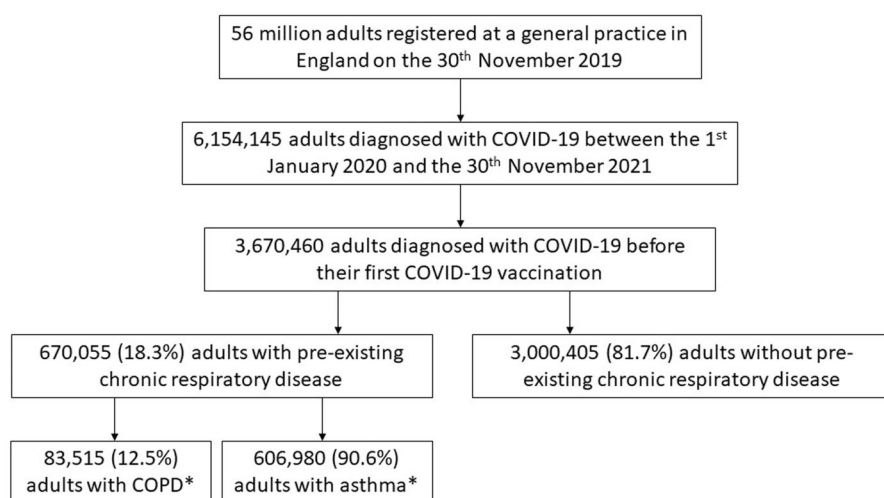 56 million adults registered at a general practice in
England on the 30th November 2019
6,154,145 adults diagnosed with COVID-19 between the 1st
January 2020 and the 30th November 2021
3,670,460 adults diagnosed with COVID-19 before
their first COVID-19 vaccination
670,055 (18.3%) adults with pre-existing
chronic respiratory disease
3,000,405 (81.7%) adults without pre-
existing chronic respiratory disease
83,515 (12.5%)
adults with COPD*
606,980 (90.6%)
adults with asthma*